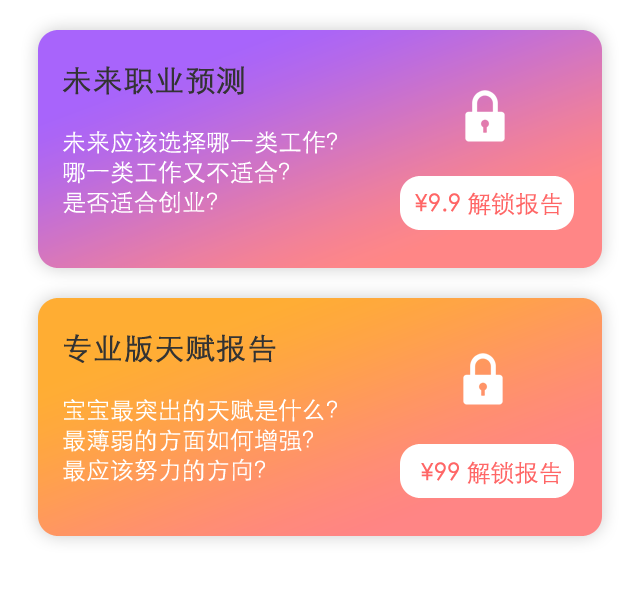 未来职业预测
未来应该选择哪一类工作?
哪一类工作又不适合?
是否适合创业?
¥9.9 解锁报告
专业版天赋报告
宝宝最突出的天赋是什么?
最薄弱的方面如何增强?
最应该努力的方向?
¥99 解锁报告